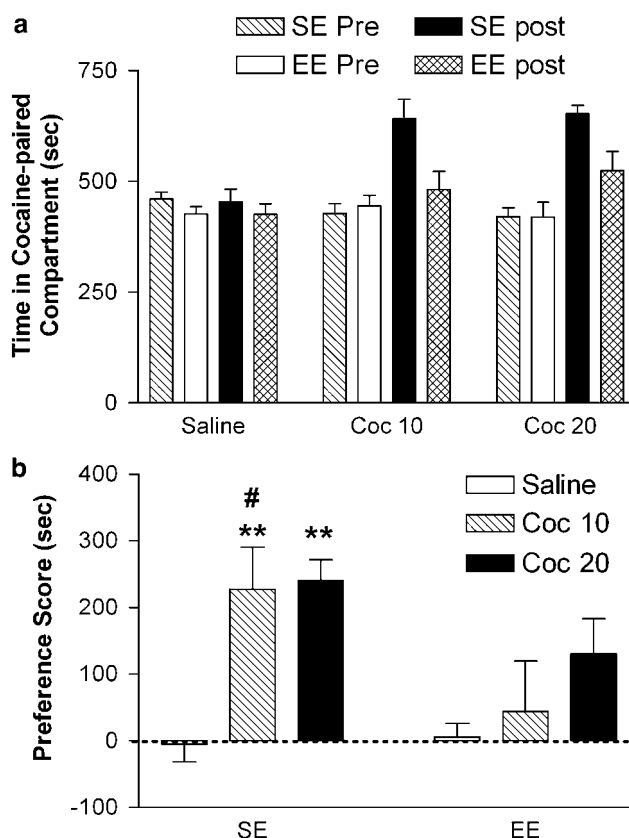 a
SE Pre SE post
EE Pre EE post
Time in Cocaine-paired
Compartment (sec)
750
500
250
0
Saline Coc 10 Coc 20
b
Preference Score (sec)
400
300
200
100
0
-100
#
** **
Saline
Coc 10
Coc 20
SE EE